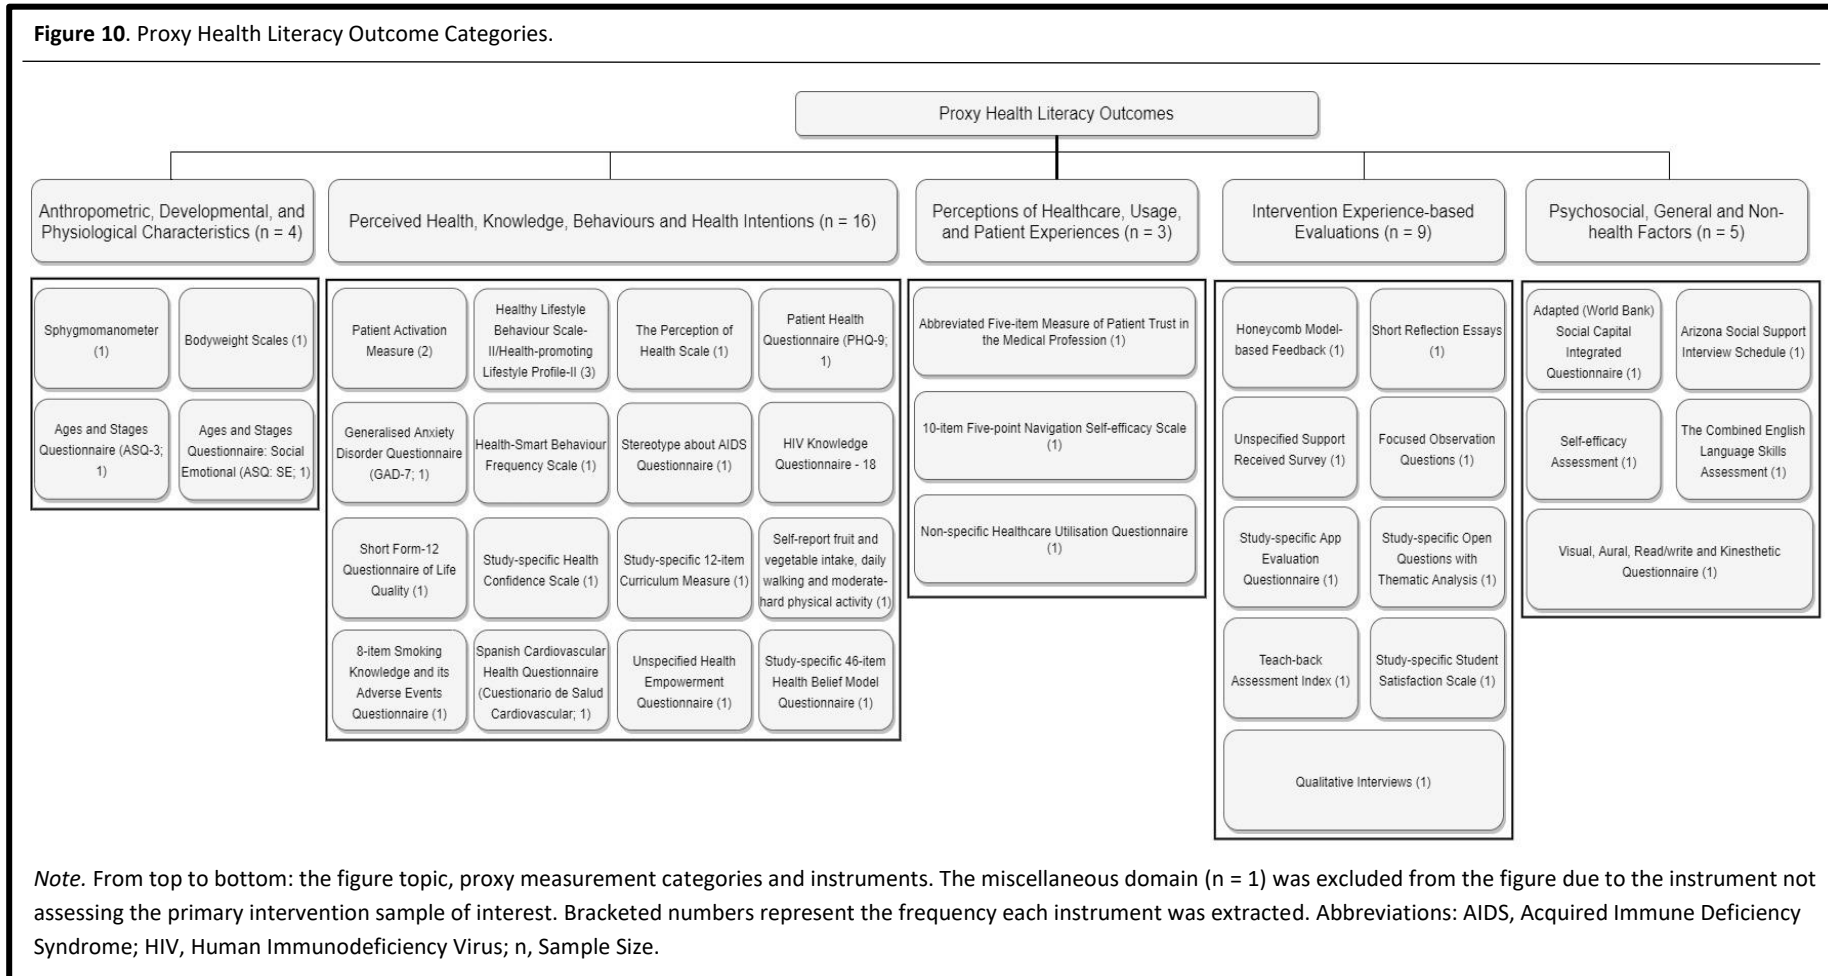 Figure 10. Proxy Health Literacy Outcome Categories.
Proxy Health Literacy Outcomes
Anthropometric, Developmental, and
Physiological Characteristics (n = 4)
Perceived Health, Knowledge, Behaviours and Health Intentions (n = 16)
Perceptions of Healthcare, Usage,
and Patient Experiences (n = 3)
Intervention Experience-based
Evaluations (n = 9)
Psychosocial, General and Non-
health Factors (n = 5)
Sphygmomanometer
(1)
Bodyweight Scales (1)
Ages and Stages
Questionnaire (ASQ-3;
1)
Ages and Stages
Questionnaire: Social
Emotional (ASQ: SE; 1)
Patient Activation
Measure (2)
Healthy Lifestyle
Behaviour Scale-
II/Health-promoting
Lifestyle Profile-II (3)
The Perception of
Health Scale (1)
Patient Health
Questionnaire (PHQ-9;
1)
Generalised Anxiety
Disorder Questionnaire
(GAD-7; 1)
Health-Smart Behaviour
Frequency Scale (1)
Stereotype about AIDS
Questionnaire (1)
HIV Knowledge
Questionnaire - 18
Short Form-12
Questionnaire of Life
Quality (1)
Study-specific Health
Confidence Scale (1)
Study-specific 12-item
Curriculum Measure (1)
Self-report fruit and
vegetable intake, daily
walking and moderate-
hard physical activity (1)
8-item Smoking
Knowledge and its
Adverse Events
Questionnaire (1)
Spanish Cardiovascular
Health Questionnaire
(Cuestionario de Salud
Cardiovascular; 1)
Unspecified Health
Empowerment
Questionnaire (1)
Study-specific 46-item
Health Belief Model
Questionnaire (1)
Abbreviated Five-item Measure of Patient Trust in
the Medical Profession (1)
10-item Five-point Navigation Self-efficacy Scale
(1)
Non-specific Healthcare Utilisation Questionnaire
(1)
Honeycomb Model-
based Feedback (1)
Short Reflection Essays
(1)
Unspecified Support
Received Survey (1)
Focused Observation
Questions (1)
Study-specific App
Evaluation
Questionnaire (1)
Study-specific Open
Questions with
Thematic Analysis (1)
Teach-back
Assessment Index (1)
Study-specific Student
Satisfaction Scale (1)
Qualitative Interviews (1)
Adapted (World Bank)
Social Capital
Integrated
Questionnaire (1)
Arizona Social Support
Interview Schedule (1)
Self-efficacy
Assessment (1)
The Combined English
Language Skills
Assessment (1)
Visual, Aural, Read/write and Kinesthetic
Questionnaire (1)
Note. From top to bottom: the figure topic, proxy measurement categories and instruments. The miscellaneous domain (n = 1) was excluded from the figure due to the instrument not
assessing the primary intervention sample of interest. Bracketed numbers represent the frequency each instrument was extracted. Abbreviations: AIDS, Acquired Immune Deficiency
Syndrome; HIV, Human Immunodeficiency Virus; n, Sample Size.